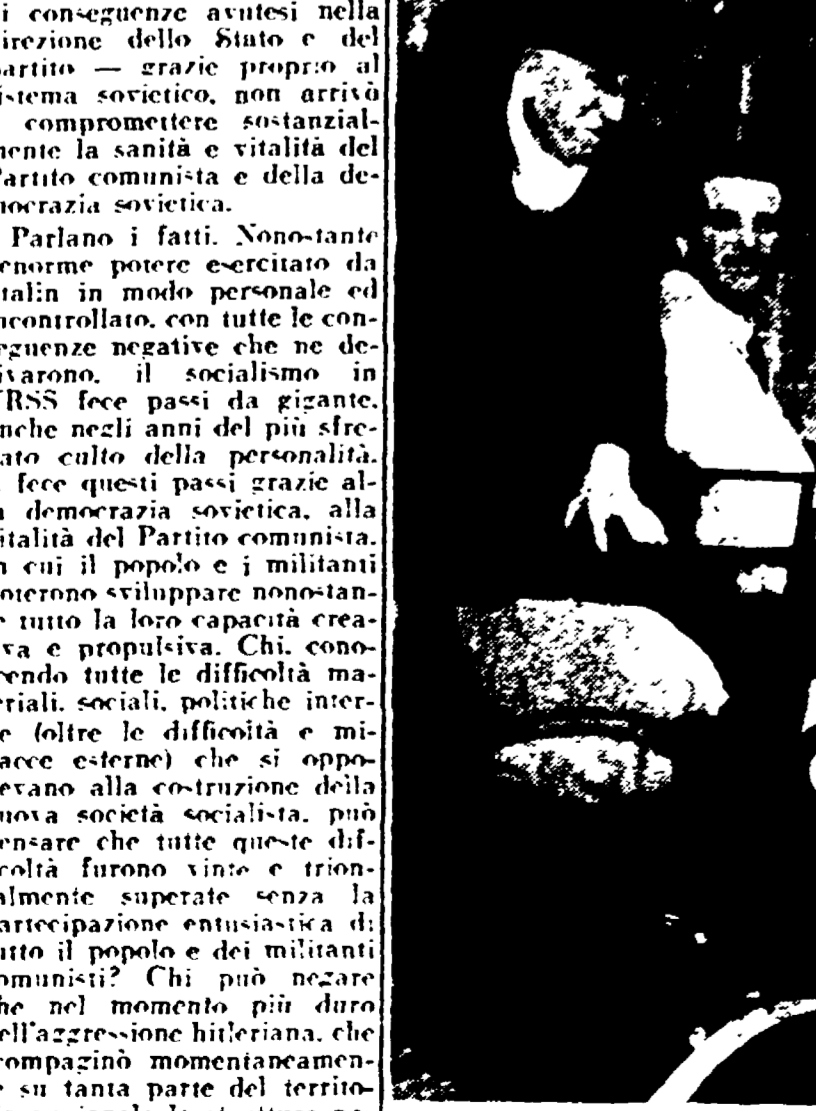 i conseguenze avutesi nella
irezione dello Stato e del
artito — grazie proprio al
istema sovietico, non arrivò
compromettere sostanzial-
mente la sanità e vitalità del
Partito comunista e della de-
mocrazia sovietica.
Parlano i fatti. Nonostante
enorme potere esercitato da
talin in modo personale ed
ncontrollato, con tutte le con-
eguenze negative che ne de-
ivarono, il socialismo in
URSS fece passi da gigante,
nche negli anni del più sfre-
ato culto della personalità.
fece questi passi grazie al-
a democrazia sovietica, alla
italità del Partito comunista,
n cui il popolo e i militanti
oterono sviluppare nonostan-
e tutto la loro capacità crea-
va e propulsiva. Chi, cono-
cendo tutte le difficoltà ma-
eriali, sociali, politiche inter-
e (oltre le difficoltà e mi-
acce esterne) che si oppo-
evano alla costruzione della
uova società socialista, può
ensare che tutte queste dif-
coltà furono vinte e trion-
almente superate senza la
artecipazione entusiastica di
utto il popolo e dei militanti
omunisti? Chi può negare
he nel momento più duro
ell'aggressione hitleriana, che
compaginò momentaneamen-
e su tanta parte del territo-